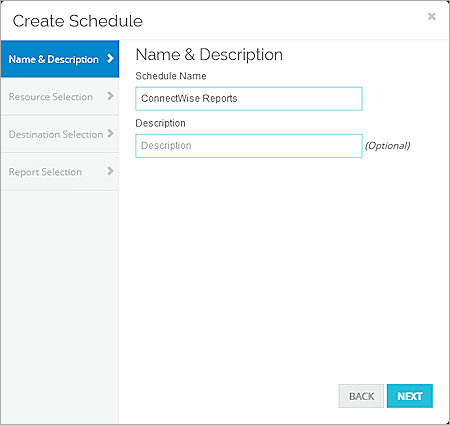 Create Schedule
Name & Description
Resource Selection
Destination Selection
Report Selection
Name & Description
Schedule Name
ConnectWise Reports
Description
Description (Optional)
BACK NEXT